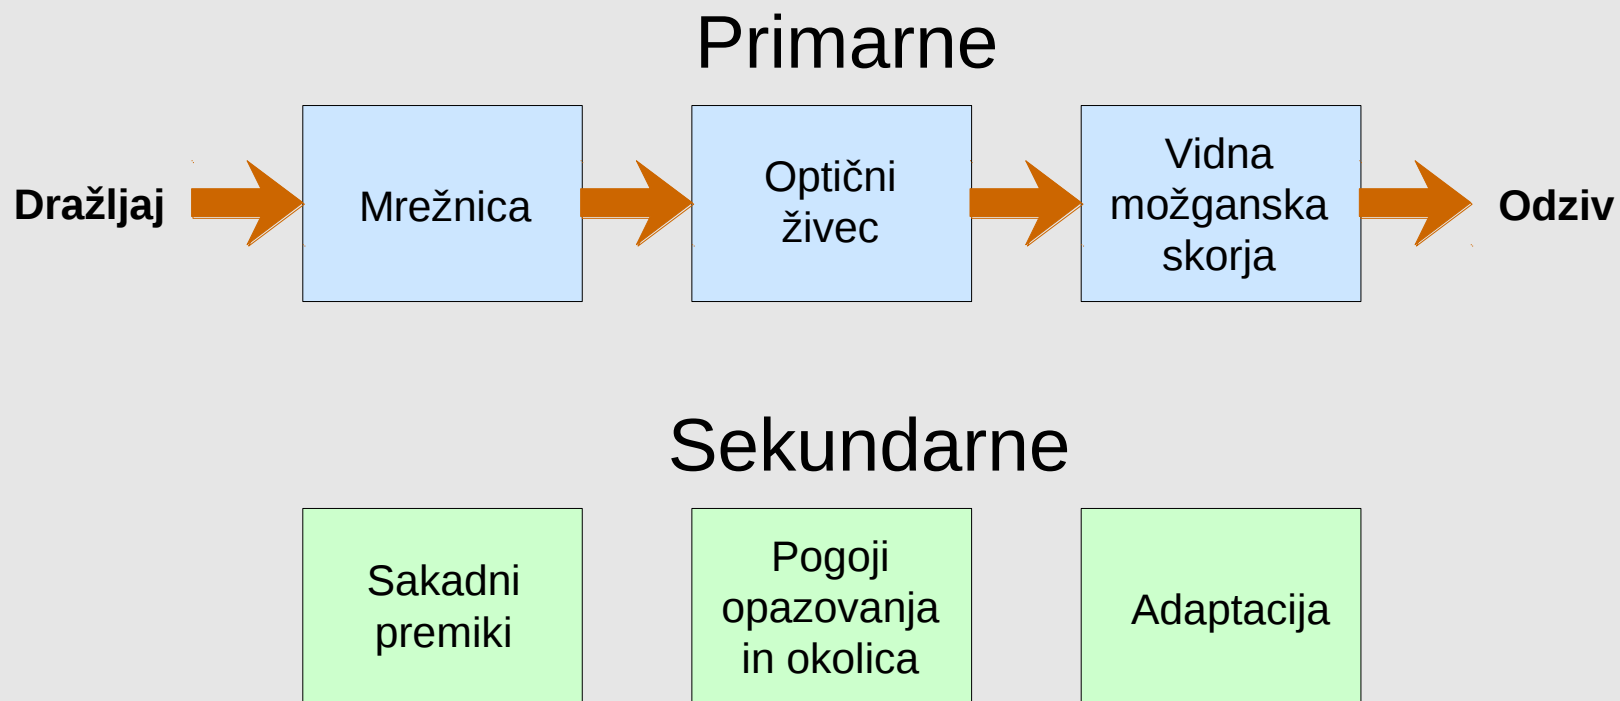 Primarne
Dražljaj
Mrežnica
Optični
živec
Vidna
možganska
skorja
Odziv
Sekundarne
Sakadni
premiki
Pogoji
opazovanja
in okolica
Adaptacija